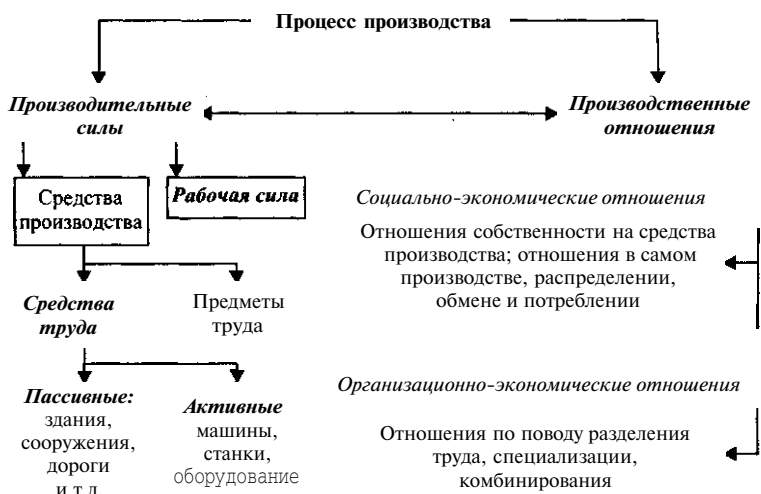 Процесс производства
Производительные
силы
Производственные
отношения
Средства
производства
Рабочая сила
Социально-экономические отношения
Отношения собственности на средства
производства; отношения в самом
производстве, распределении,
обмене и потреблении
Средства
труда
Предметы
труда
Пассивные:
здания,
сооружения,
дороги
и т.д.
Активные
машины,
станки,
оборудование
Организационно-экономические отношения
Отношения по поводу разделения
труда, специализации,
комбинирования